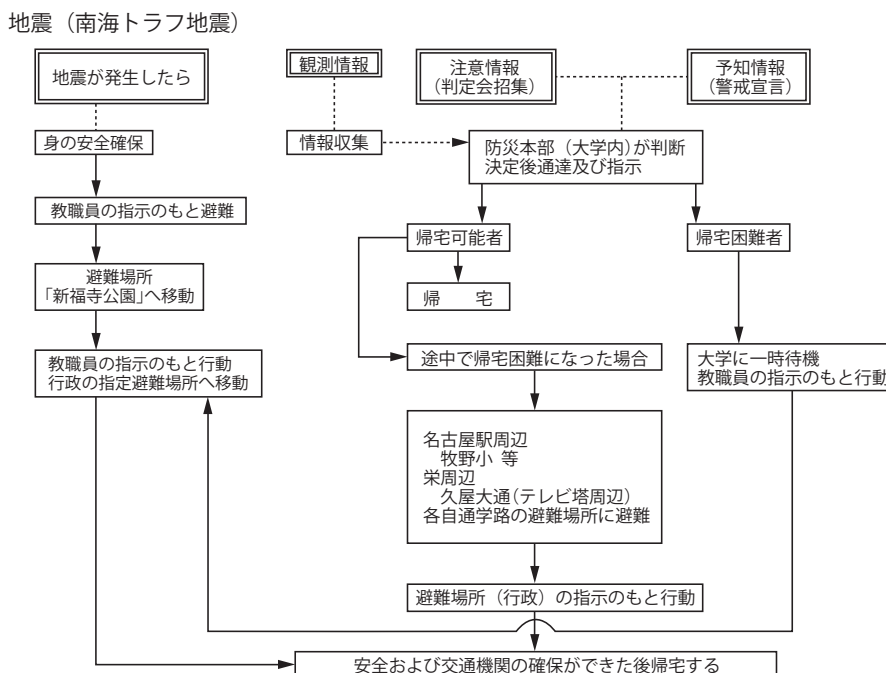 地震（南海トラフ地震）
地震が発生したら
観測情報
注意情報
（判定会招集）
予知情報
（警戒宣言）
身の安全確保
情報収集
防災本部（大学内）が判断
決定後通達及び指示
教職員の指示のもと避難
帰宅可能者
帰宅困難者
避難場所
「新福寺公園」へ移動
帰　　宅
教職員の指示のもと行動
行政の指定避難場所へ移動
途中で帰宅困難になった場合
大学に一時待機
教職員の指示のもと行動
名古屋駅周辺
牧野小 等
栄周辺
久屋大通（テレビ塔周辺）
各自通学路の避難場所に避難
避難場所（行政）の指示のもと行動
安全および交通機関の確保ができた後帰宅する